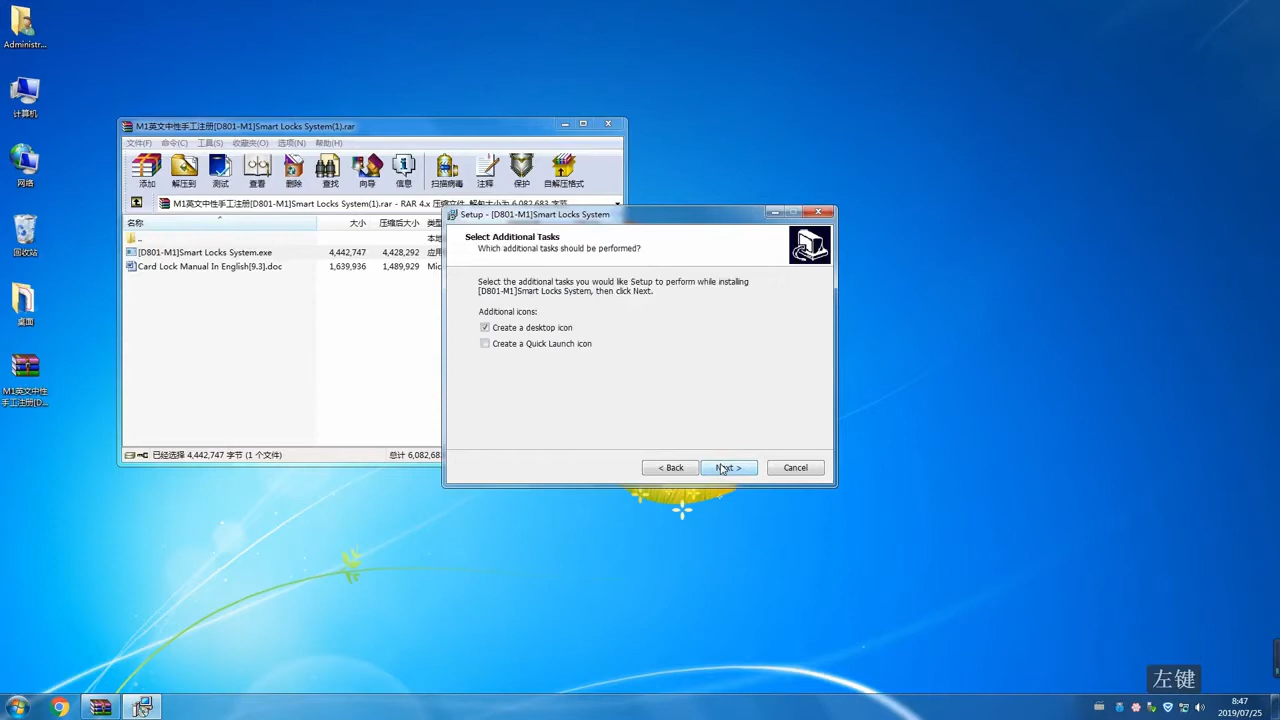 Administr...
计算机
网络
回收站
桌面
M1英文中性
手工注册[D...
M1英文中性手工注册[D801-M1]Smart Locks System(1).rar
文件(F) 命令(C) 工具(S) 收藏夹(O) 选项(N) 帮助(H)
添加 解压到 测试 查看 删除 查找 向导 信息 扫描病毒 注释 保护 自解压格式
M1英文中性手工注册[D801-M1]Smart Locks System(1).rar - RAR 4.x 压缩文件, 解包大小为 6,082,683 字节
名称 大小 压缩后大小 类型
..
本地
[D801-M1]Smart Locks System.exe 4,442,747 4,428,292 应用
Card Lock Manual In English[9.3].doc 1,639,936 1,489,929 Mic
已经选择 4,442,747 字节 (1 个文件) 总计 6,082,683
Setup - [D801-M1]Smart Locks System
Select Additional Tasks
Which additional tasks should be performed?
Select the additional tasks you would like Setup to perform while installing
[D801-M1]Smart Locks System, then click Next.
Additional icons:
Create a desktop icon
Create a Quick Launch icon
< Back Next > Cancel
左键
8:47
2019/07/25